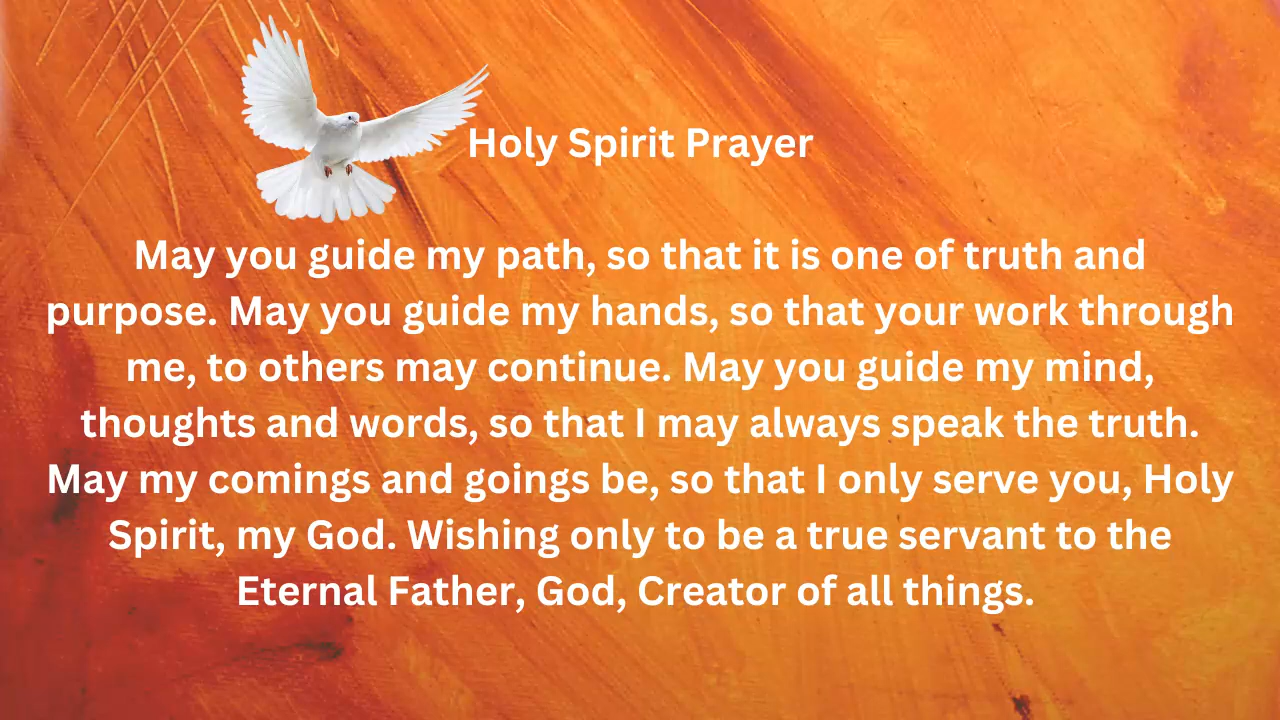 Holy Spirit Prayer
May you guide my path, so that it is one of truth and
purpose. May you guide my hands, so that your work through
me, to others may continue. May you guide my mind,
thoughts and words, so that I may always speak the truth.
May my comings and goings be, so that I only serve you, Holy
Spirit, my God. Wishing only to be a true servant to the
Eternal Father, God, Creator of all things.